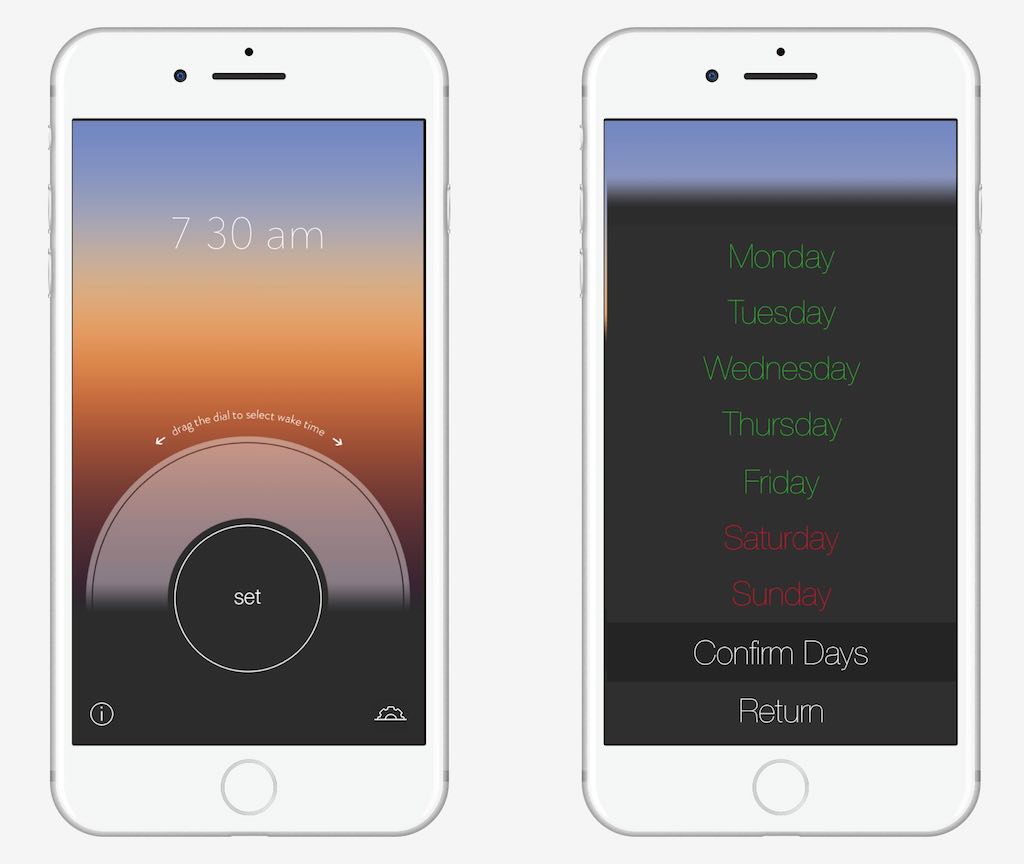 7 30 am
drag the dial to select wake time
set
Monday
Tuesday
Wednesday
Thursday
Friday
Saturday
Sunday
Confirm Days
Return